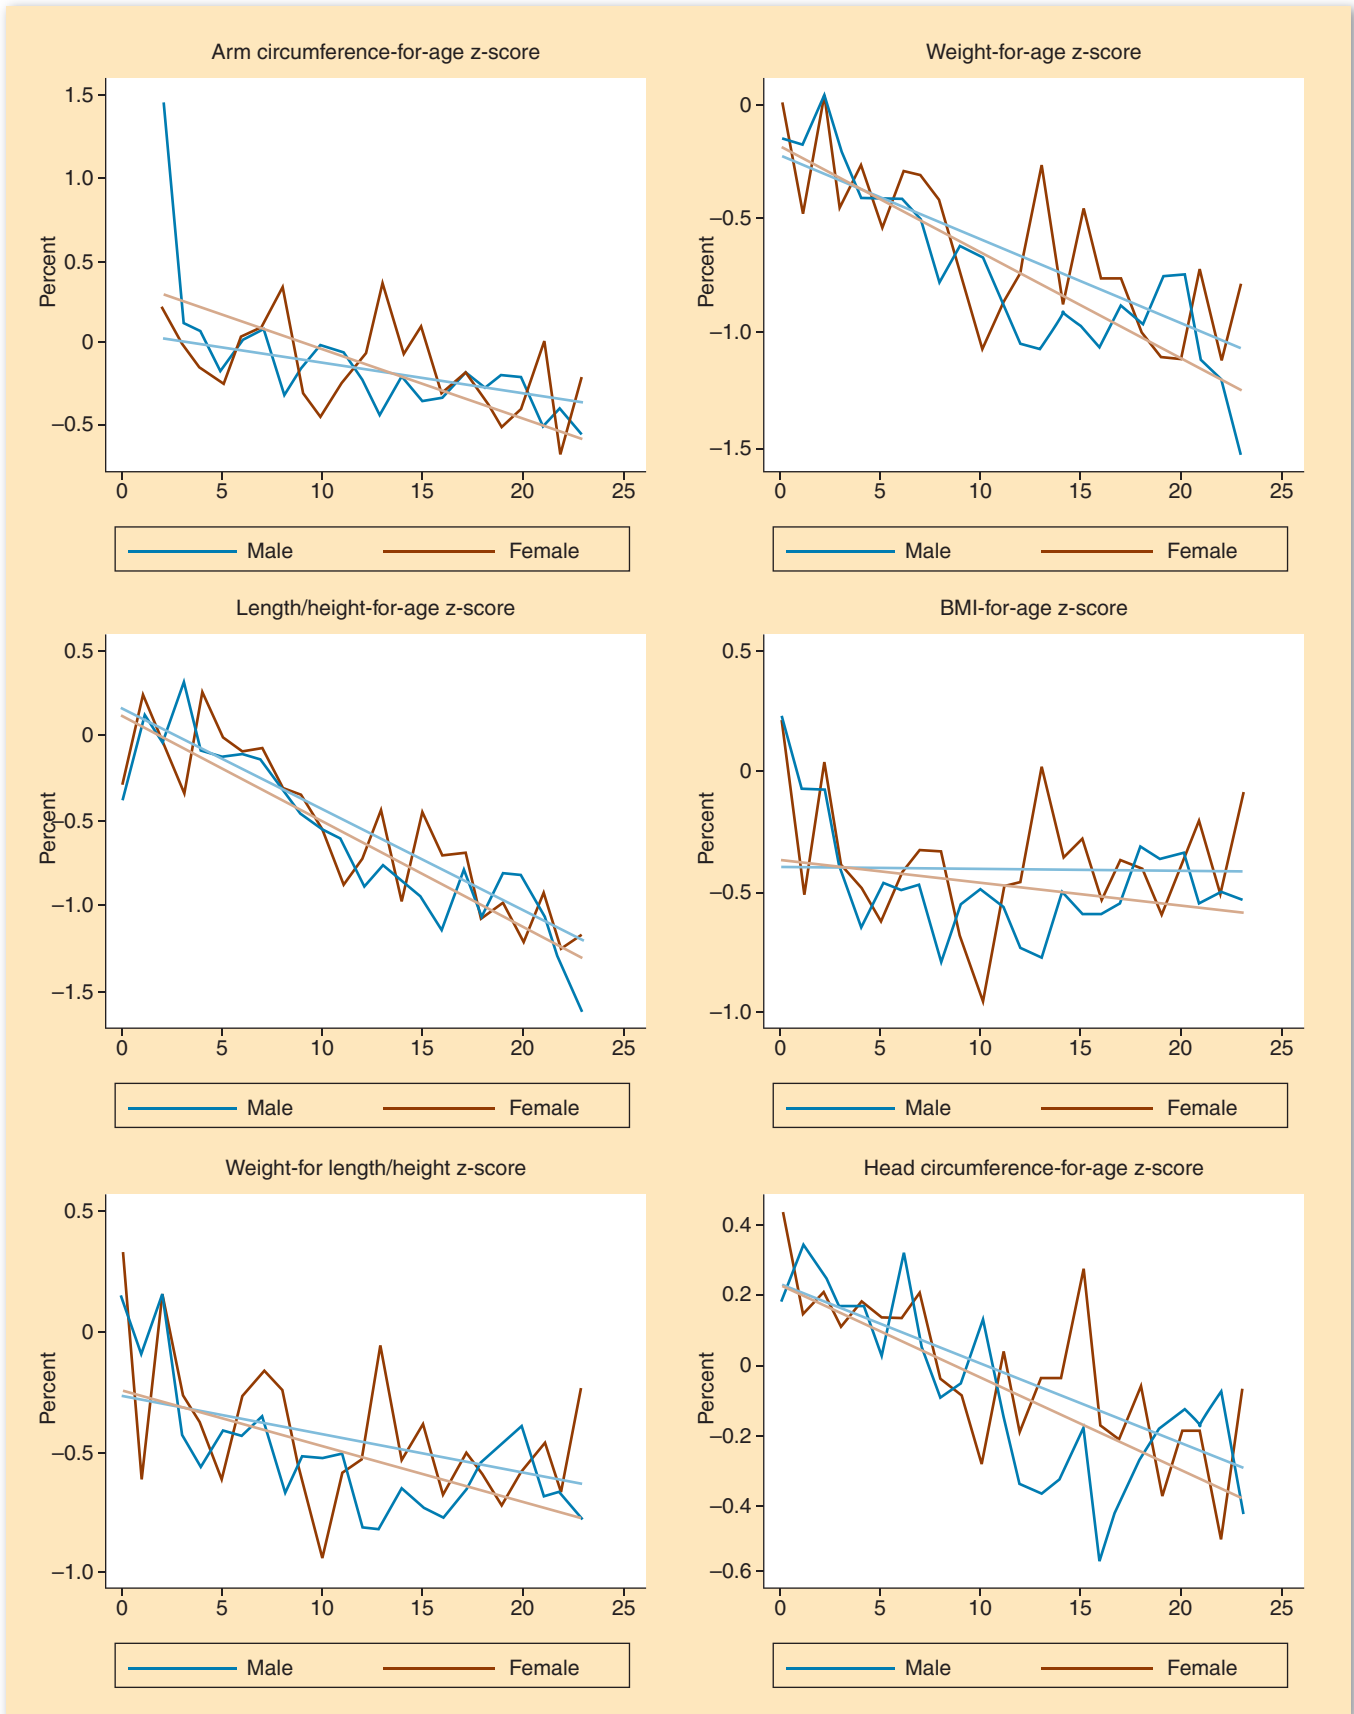 Arm circumference-for-age z-score
Percent
1.5
1.0
0.5
0
–0.5
0 5 10 15 20 25
Male Female
Weight-for-age z-score
Percent
0
–0.5
–1.0
–1.5
0 5 10 15 20 25
Male Female
Length/height-for-age z-score
Percent
0.5
0
–0.5
–1.0
–1.5
0 5 10 15 20 25
Male Female
BMI-for-age z-score
Percent
0.5
0
–0.5
–1.0
0 5 10 15 20 25
Male Female
Weight-for length/height z-score
Percent
0.5
0
–0.5
–1.0
0 5 10 15 20 25
Male Female
Head circumference-for-age z-score
Percent
0.4
0.2
0
–0.2
–0.4
–0.6
0 5 10 15 20 25
Male Female